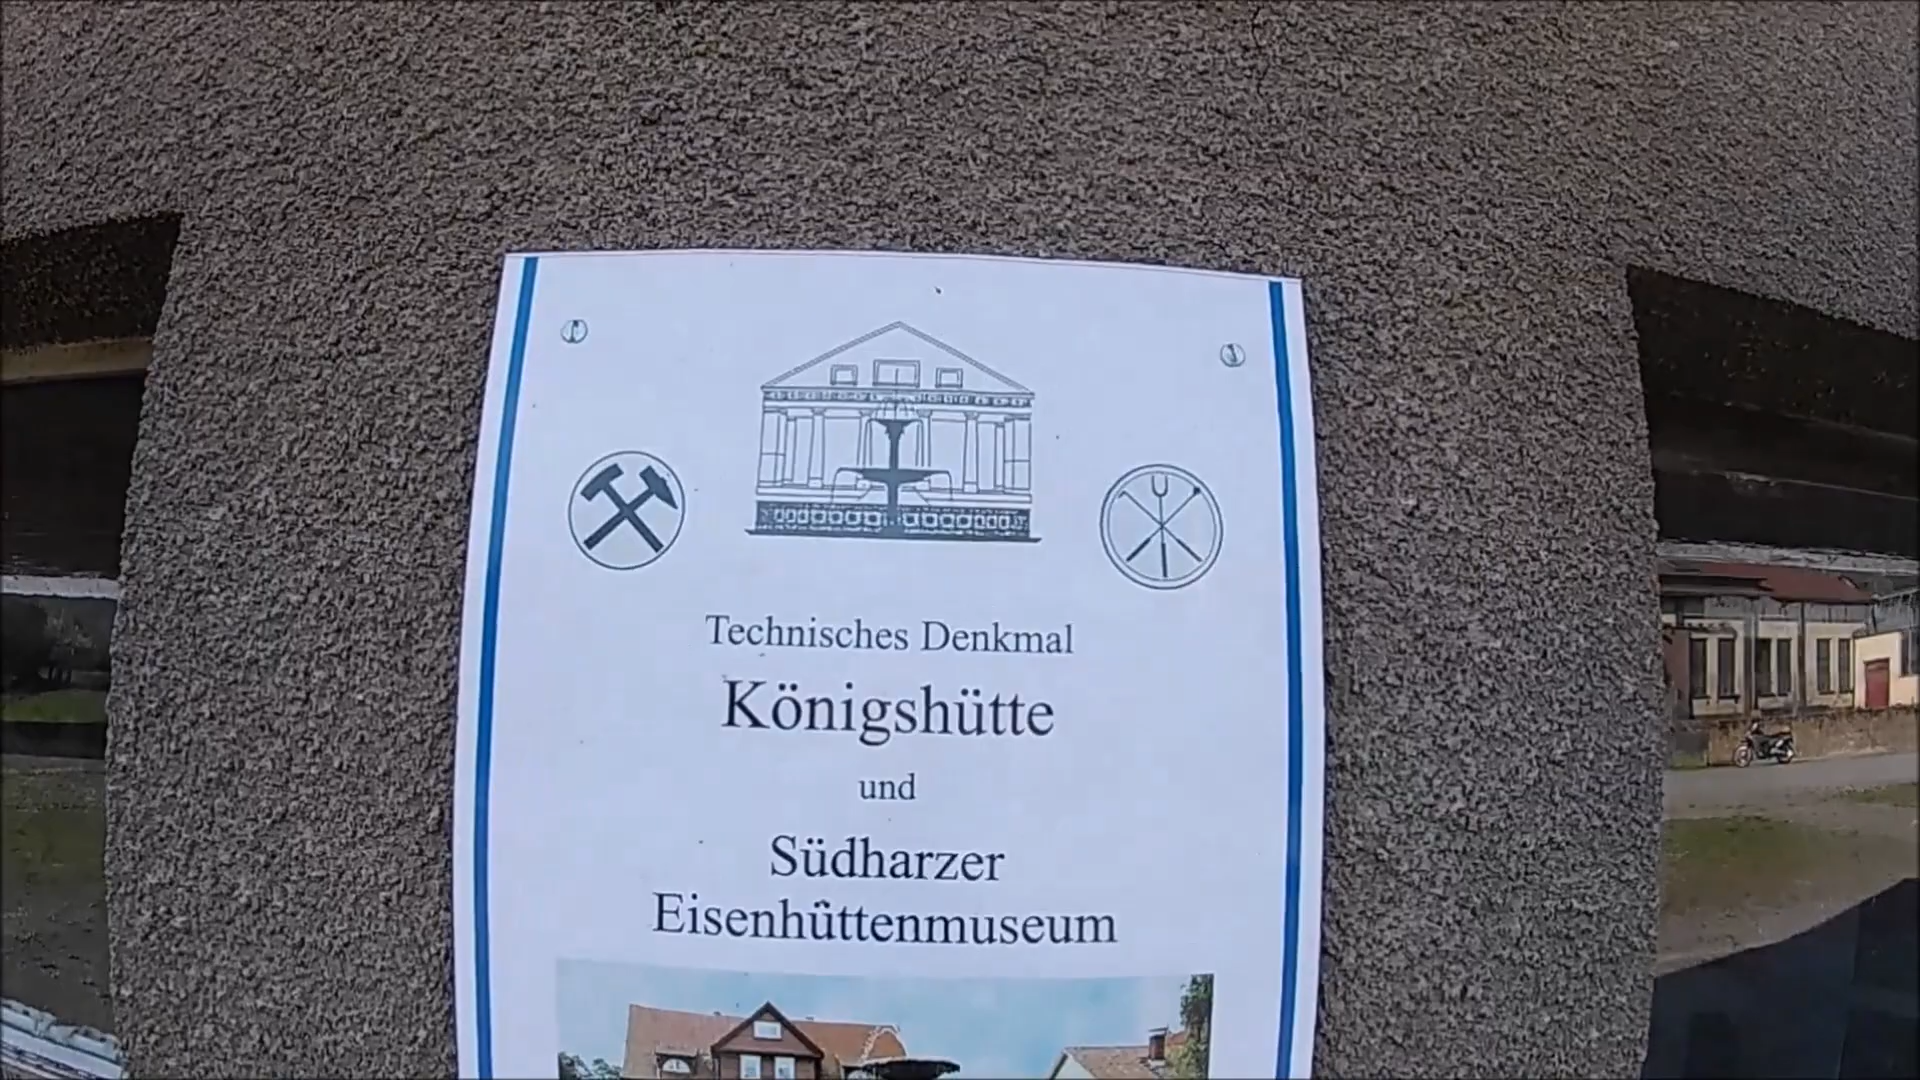 Technisches Denkmal
Königshütte
und
Südharzer
Eisenhüttenmuseum